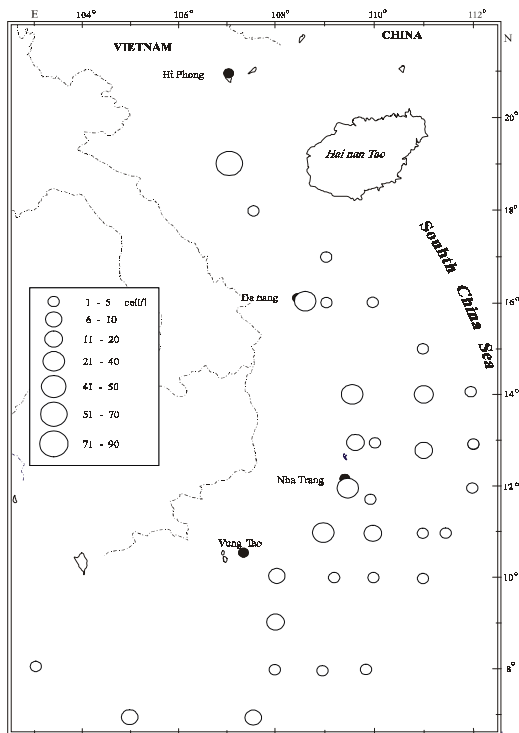 E 104° 106° 108° 110° 112°
N
VIETNAM
CHINA
Hi Phong
20°
Hai nan Tao
18°
Souhth China Sea
Da nang
16°
1 - 5 cell/l
6 - 10
11 - 20
21 - 40
41 - 50
51 - 70
71 - 90
14°
Nha Trang
12°
Vung Tao
10°
8°